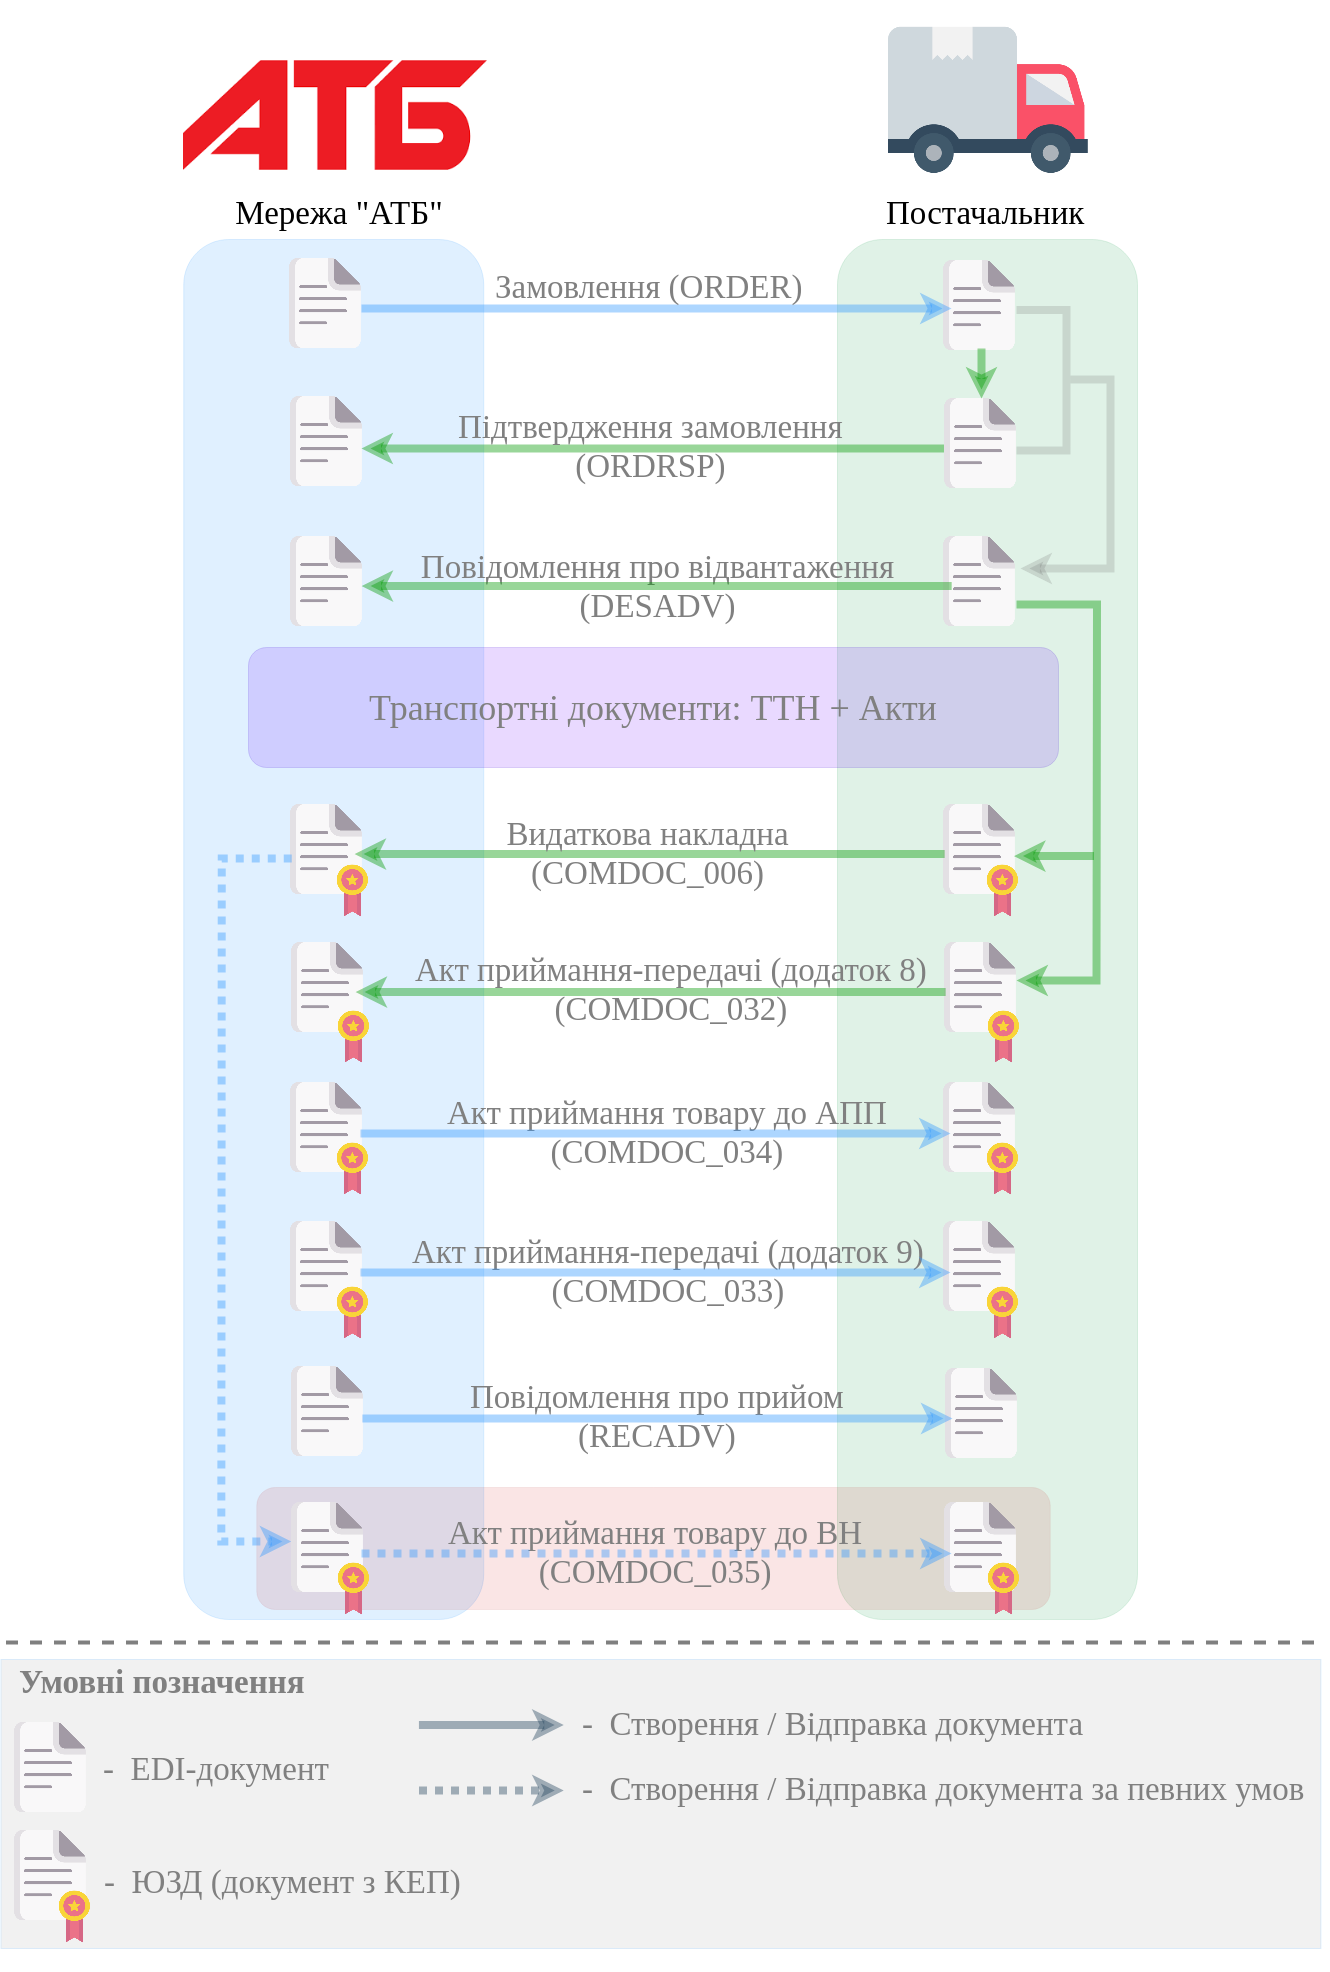 АТБ
Мережа "АТБ"
Постачальник
Замовлення (ORDER)
Підтвердження замовлення
(ORDRSP)
Повідомлення про відвантаження
(DESADV)
Транспортні документи: ТТН + Акти
Видаткова накладна
(COMDOC_006)
Акт приймання-передачі (додаток 8)
(COMDOC_032)
Акт приймання товару до АПП
(COMDOC_034)
Акт приймання-передачі (додаток 9)
(COMDOC_033)
Повідомлення про прийом
(RECADV)
Акт приймання товару до ВН
(COMDOC_035)
Умовні позначення
- Створення / Відправка документа
- EDI-документ
- Створення / Відправка документа за певних умов
- ЮЗД (документ з КЕП)